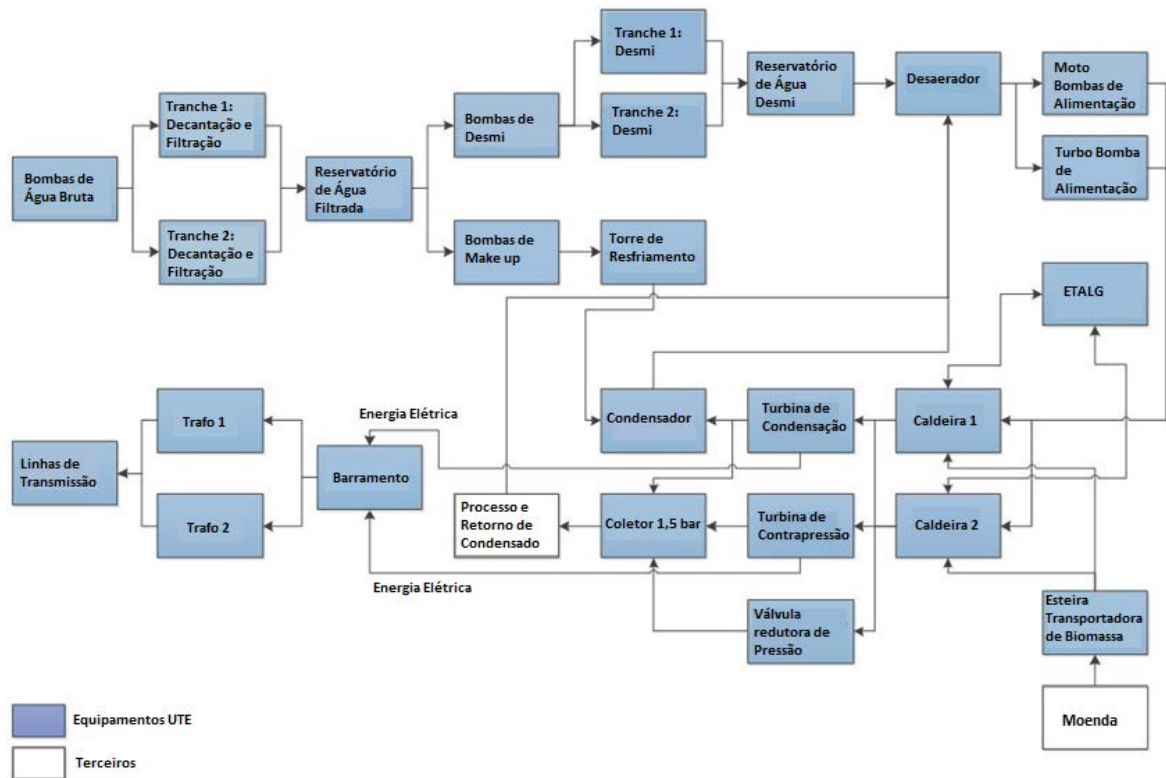 Tranche 1:
Desmi
Tranche 2:
Desmi
Reservatório
de Água
Desmi
Desaerador
Moto
Bombas de
Alimentação
Turbo Bomba
de
Alimentação
Tranche 1:
Decantação e
Filtração
Bombas de
Desmi
Bombas de
Água Bruta
Reservatório
de Água
Filtrada
Tranche 2:
Decantação e
Filtração
Bombas de
Make up
Torre de
Resfriamento
ETALG
Trafo 1
Energia Elétrica
Condensador
Turbina de
Condensação
Caldeira 1
Linhas de
Transmissão
Barramento
Trafo 2
Processo e
Retorno de
Condensado
Coletor 1,5 bar
Turbina de
Contrapressão
Caldeira 2
Energia Elétrica
Válvula
redutora de
Pressão
Esteira
Transportadora
de Biomassa
Moenda
Equipamentos UTE
Terceiros